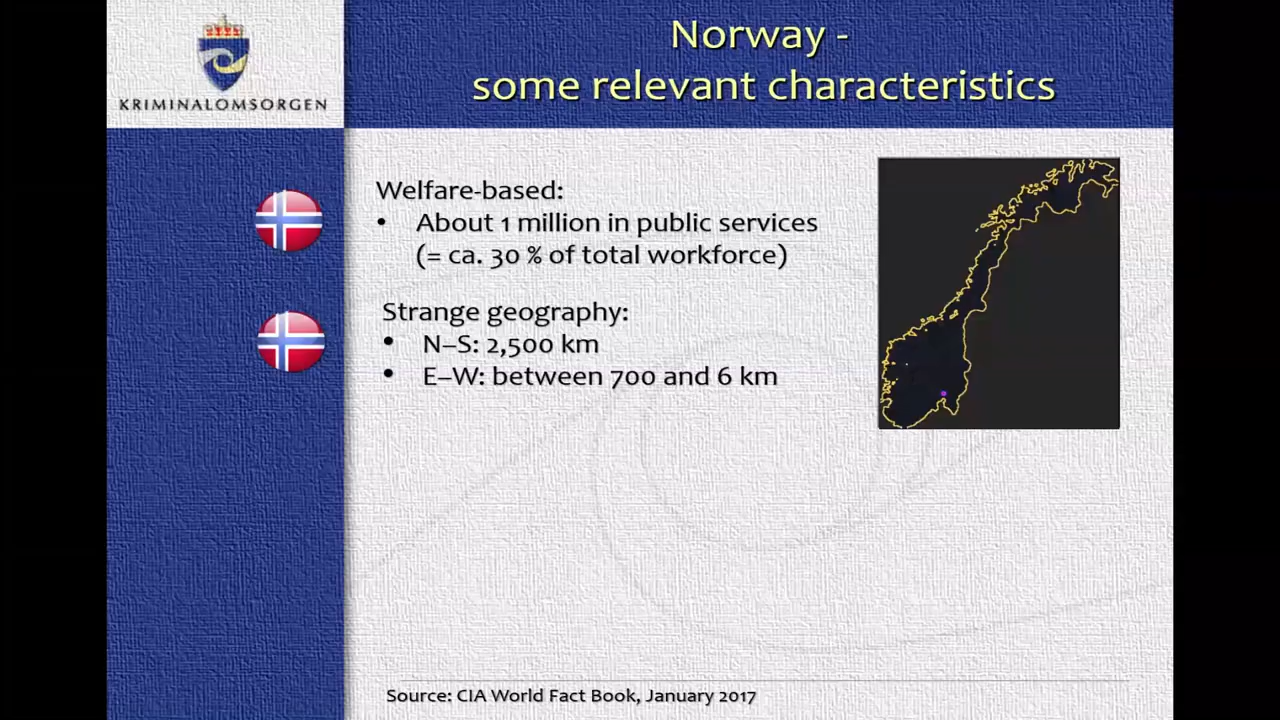 KRIMINALOMSORGEN
Norway -
some relevant characteristics
Welfare-based:
• About 1 million in public services
(= ca. 30 % of total workforce)
Strange geography:
• N–S: 2,500 km
• E–W: between 700 and 6 km
Source: CIA World Fact Book, January 2017